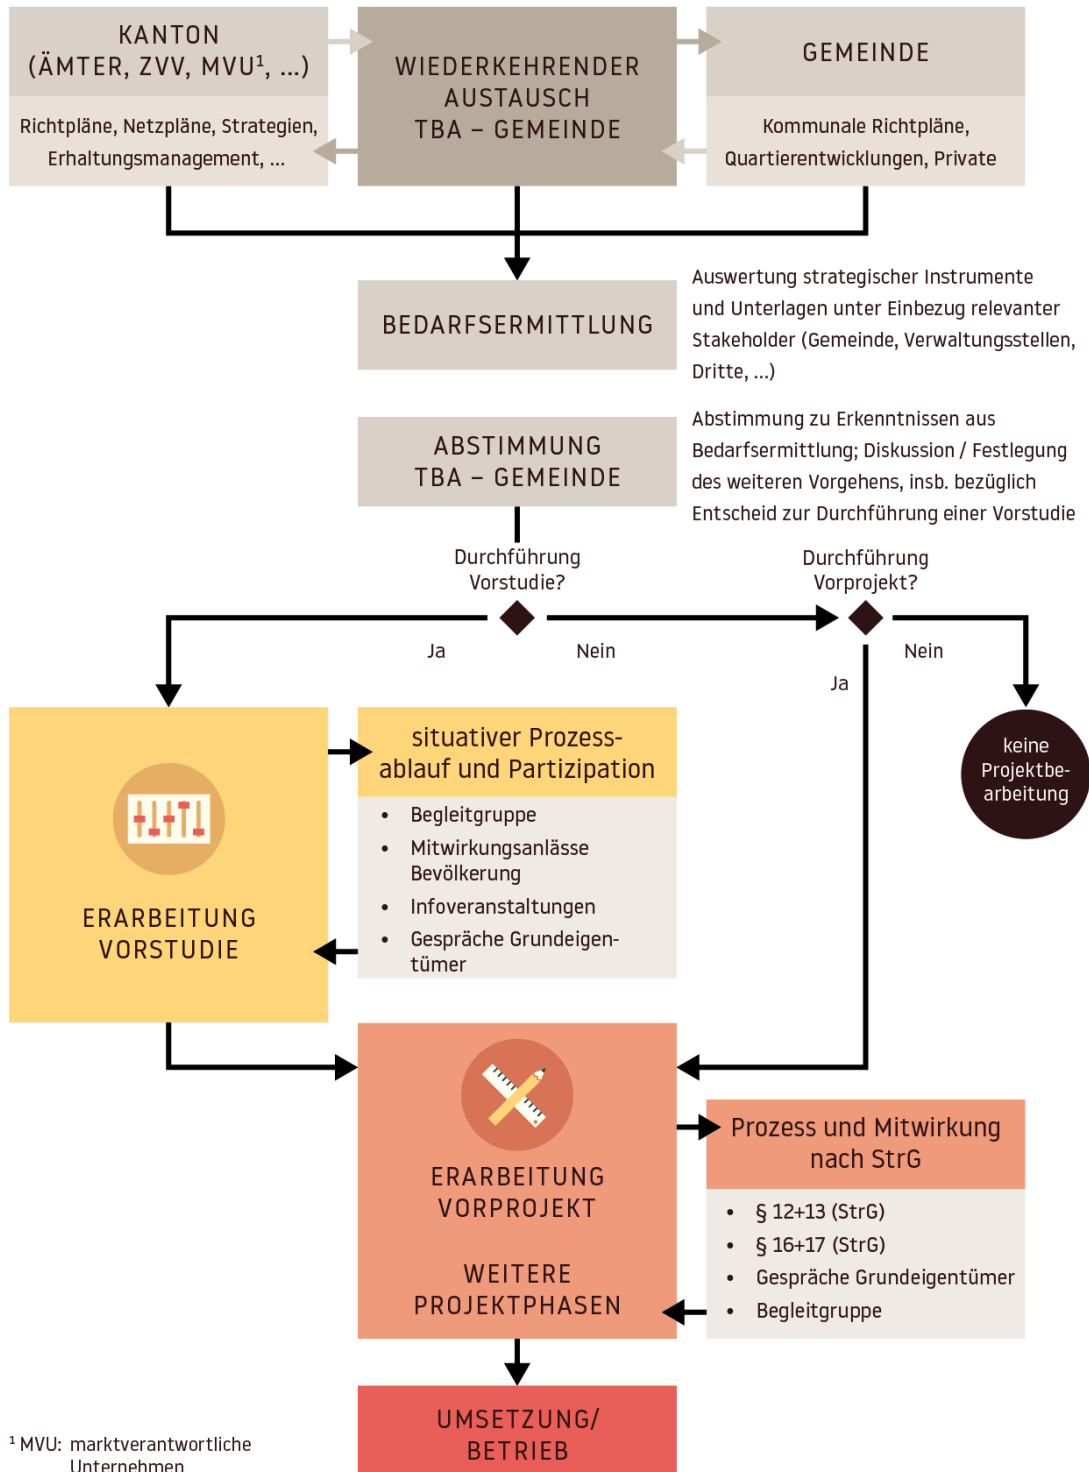 KANTON
(ÄMTER, ZVV, MVU¹, ...)
Richtpläne, Netzpläne, Strategien,
Erhaltungsmanagement, ...
WIEDERKEHRENDER
AUSTAUSCH
TBA – GEMEINDE
GEMEINDE
Kommunale Richtpläne,
Quartierentwicklungen, Private
BEDARFSERMITTLUNG
Auswertung strategischer Instrumente
und Unterlagen unter Einbezug relevanter
Stakeholder (Gemeinde, Verwaltungsstellen,
Dritte, ...)
ABSTIMMUNG
TBA – GEMEINDE
Abstimmung zu Erkenntnissen aus
Bedarfsermittlung; Diskussion / Festlegung
des weiteren Vorgehens, insb. bezüglich
Entscheid zur Durchführung einer Vorstudie
Durchführung
Vorstudie?
Durchführung
Vorprojekt?
Ja
Nein
Ja
Nein
keine
Projektbe-
arbeitung
ERARBEITUNG
VORSTUDIE
situativer Prozess-
ablauf und Partizipation
• Begleitgruppe
• Mitwirkungsanlässe
Bevölkerung
• Infoveranstaltungen
• Gespräche Grundeigen-
tümer
ERARBEITUNG
VORPROJEKT
WEITERE
PROJEKTPHASEN
Prozess und Mitwirkung
nach StrG
• § 12+13 (StrG)
• § 16+17 (StrG)
• Gespräche Grundeigentümer
• Begleitgruppe
UMSETZUNG/
BETRIEB
¹ MVU: marktverantwortliche
Unternehmen